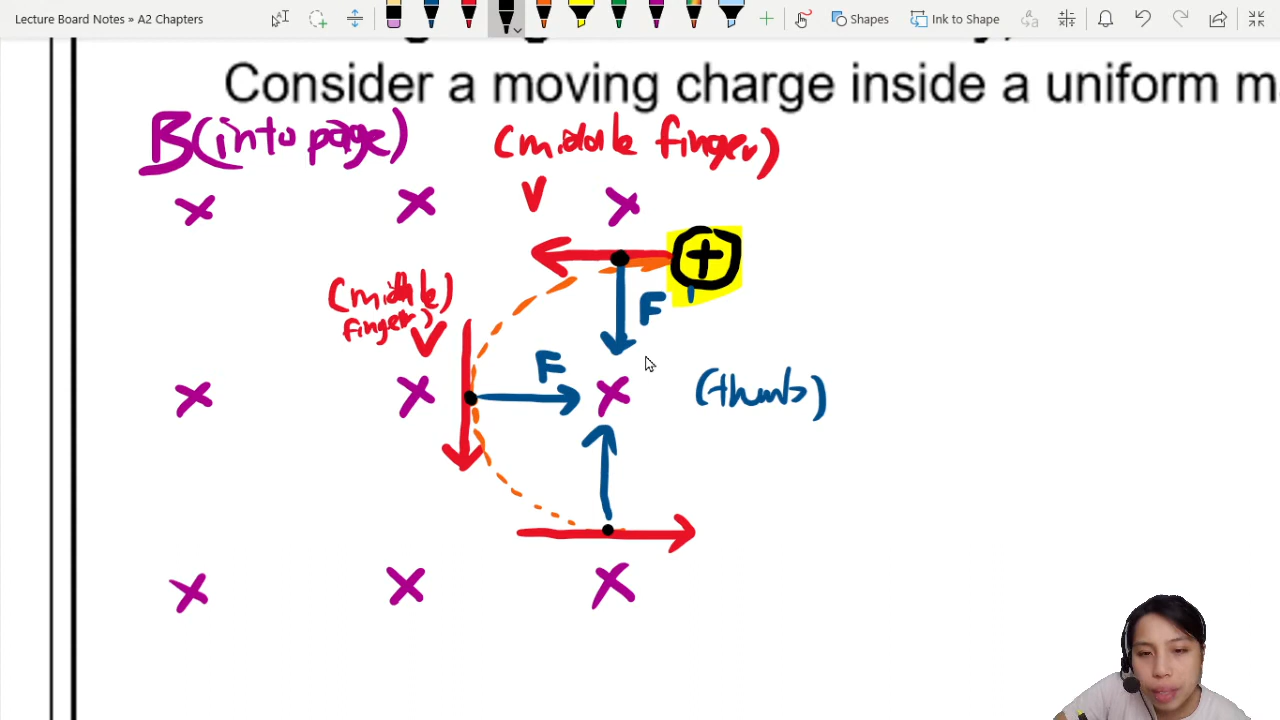 Lecture Board Notes » A2 Chapters
Shapes
Ink to Shape
Consider a moving charge inside a uniform m
B (into page)
(middle finger)
X X V X
+
(middle finger)
V
F
F
X X X
(thumb)
X X X